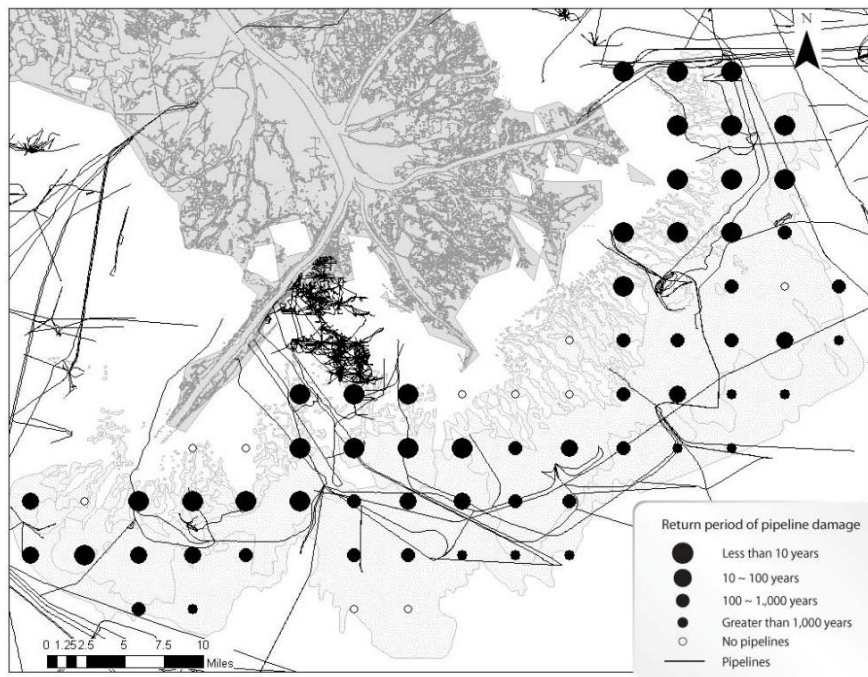 N
Return period of pipeline damage
Less than 10 years
10 ~ 100 years
100 ~ 1.,000 years
Greater than 1,000 years
No pipelines
Pipelines
0 1.25 2.5 5 7.5 10
Miles